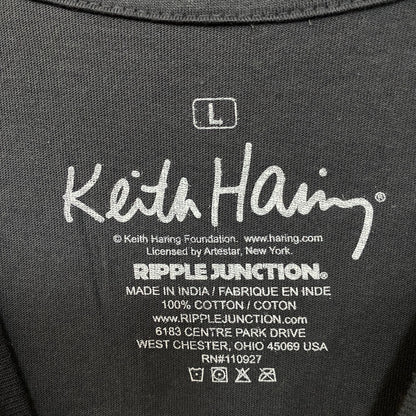 L
Keith Haring®
© Keith Haring Foundation. www.haring.com
Licensed by Artestar, New York.
RIPPLE JUNCTION®
MADE IN INDIA / FABRIQUE EN INDE
100% COTTON / COTON
www.RIPPLEJUNCTION.com
6183 CENTRE PARK DRIVE
WEST CHESTER, OHIO 45069 USA
RN#110927